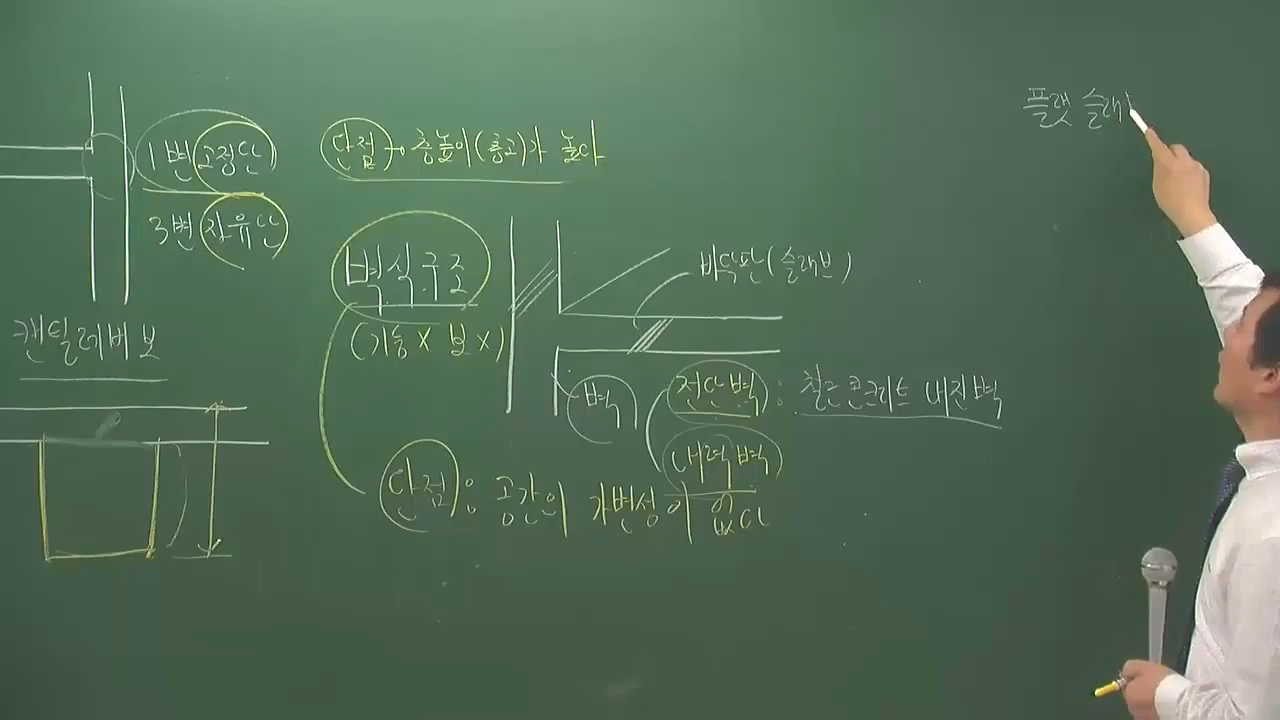 1변 고정단
3변 자유단
캔틸레버 보
단점 → 층높이(층고)가 높다
벽식구조
(기둥 X 보 X)
바닥판(슬래브)
벽
전단벽 : 철근콘크리트 내진벽
(내력벽)
단점 : 공간의 가변성이 없다
플랫 슬래